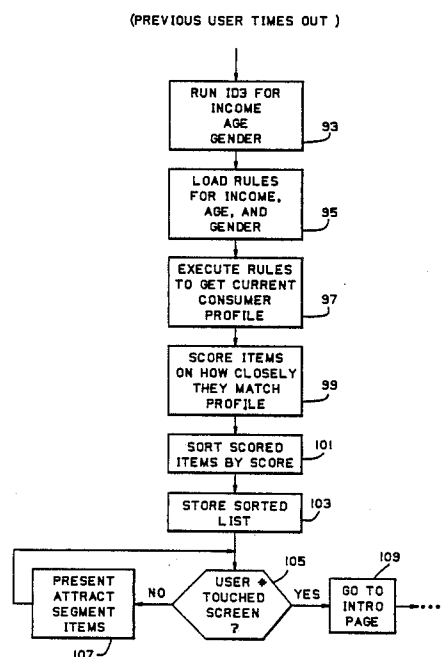 (PREVIOUS USER TIMES OUT )
RUN ID3 FOR
INCOME
AGE
GENDER
93
LOAD RULES
FOR INCOME,
AGE, AND
GENDER
95
EXECUTE RULES
TO GET CURRENT
CONSUMER
PROFILE
97
SCORE ITEMS
ON HOW CLOSELY
THEY MATCH
PROFILE
99
SORT SCORED
ITEMS BY SCORE
101
STORE SORTED
LIST
103
PRESENT
ATTRACT
SEGMENT
ITEMS
107
NO
USER *
TOUCHED
SCREEN
?
105
YES
GO TO
INTRO
PAGE
109